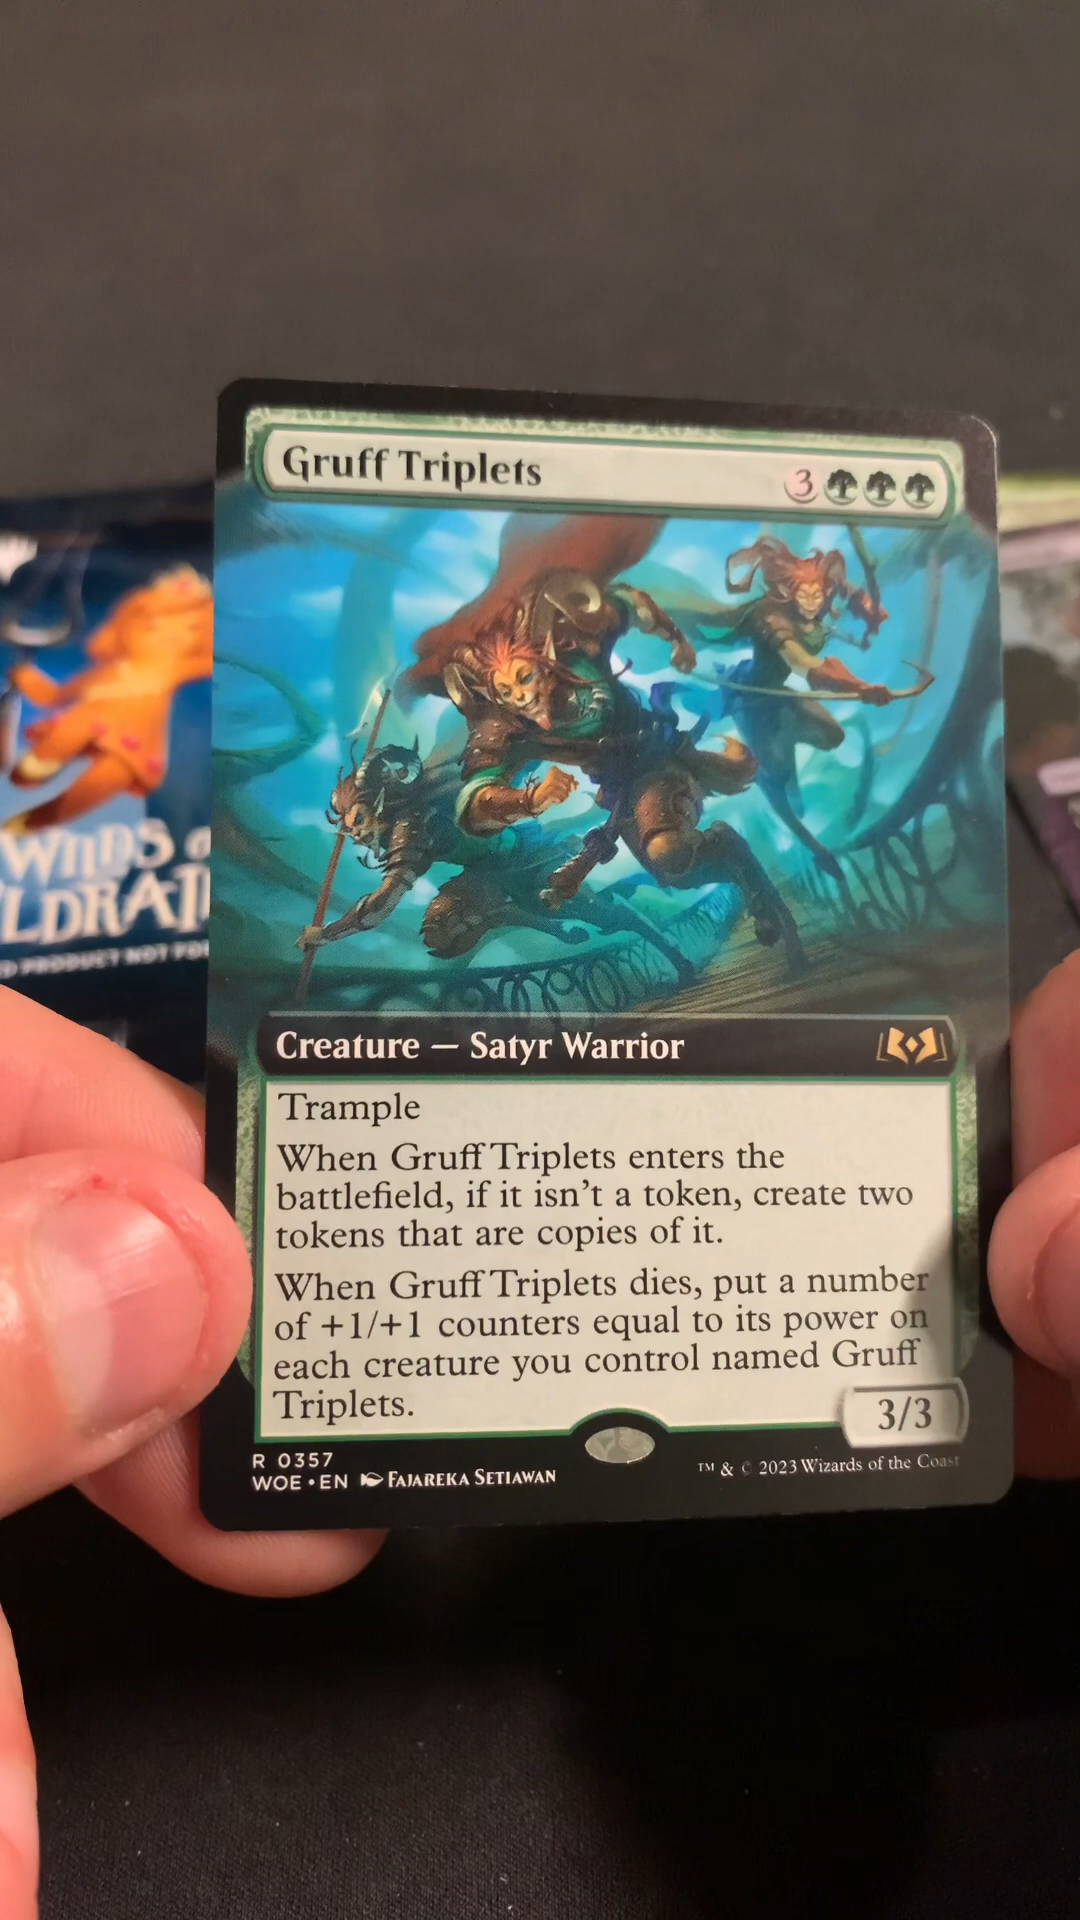 Gruff Triplets
3
WILDS
Creature — Satyr Warrior
Trample
When Gruff Triplets enters the
battlefield, if it isn't a token, create two
tokens that are copies of it.
When Gruff Triplets dies, put a number
of +1/+1 counters equal to its power on
each creature you control named Gruff
Triplets.
3/3
R 0357
WOE • EN FAJAREKA SETIAWAN
™ & © 2023 Wizards of the Coast
PRODUCT NOT